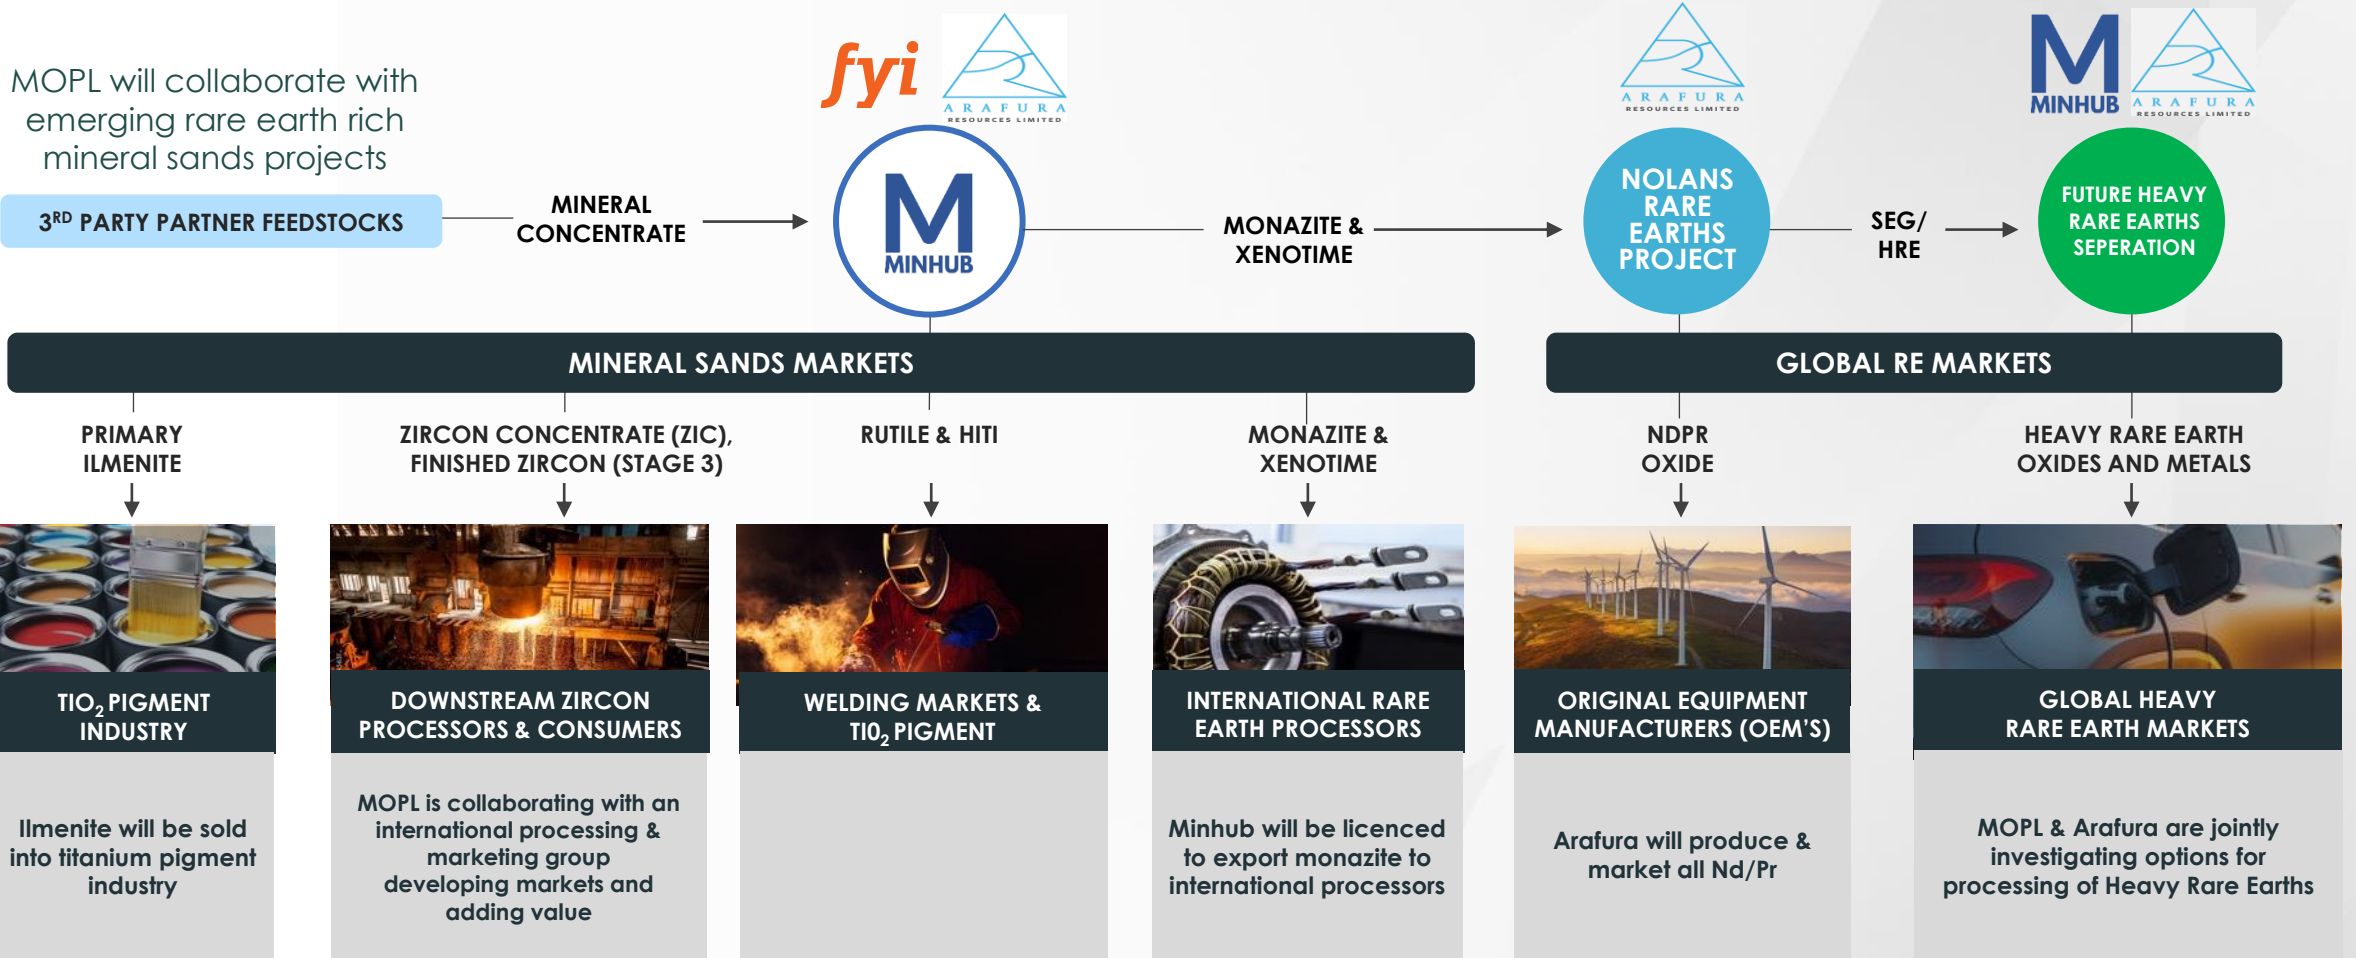 MOPL will collaborate with
emerging rare earth rich
mineral sands projects
3RD PARTY PARTNER FEEDSTOCKS
MINERAL
CONCENTRATE
fyi
ARAFURA
RESOURCES LIMITED
M
MINHUB
MONAZITE &
XENOTIME
ARAFURA
RESOURCES LIMITED
NOLANS
RARE
EARTHS
PROJECT
SEG/
HRE
M
MINHUB
ARAFURA
RESOURCES LIMITED
FUTURE HEAVY
RARE EARTHS
SEPERATION
MINERAL SANDS MARKETS
GLOBAL RE MARKETS
PRIMARY
ILMENITE
ZIRCON CONCENTRATE (ZIC),
FINISHED ZIRCON (STAGE 3)
RUTILE & HITI
MONAZITE &
XENOTIME
NDPR
OXIDE
HEAVY RARE EARTH
OXIDES AND METALS
TIO2 PIGMENT
INDUSTRY
DOWNSTREAM ZIRCON
PROCESSORS & CONSUMERS
WELDING MARKETS &
TI02 PIGMENT
INTERNATIONAL RARE
EARTH PROCESSORS
ORIGINAL EQUIPMENT
MANUFACTURERS (OEM'S)
GLOBAL HEAVY
RARE EARTH MARKETS
Ilmenite will be sold
into titanium pigment
industry
MOPL is collaborating with an
international processing &
marketing group
developing markets and
adding value
Minhub will be licenced
to export monazite to
international processors
Arafura will produce &
market all Nd/Pr
MOPL & Arafura are jointly
investigating options for
processing of Heavy Rare Earths